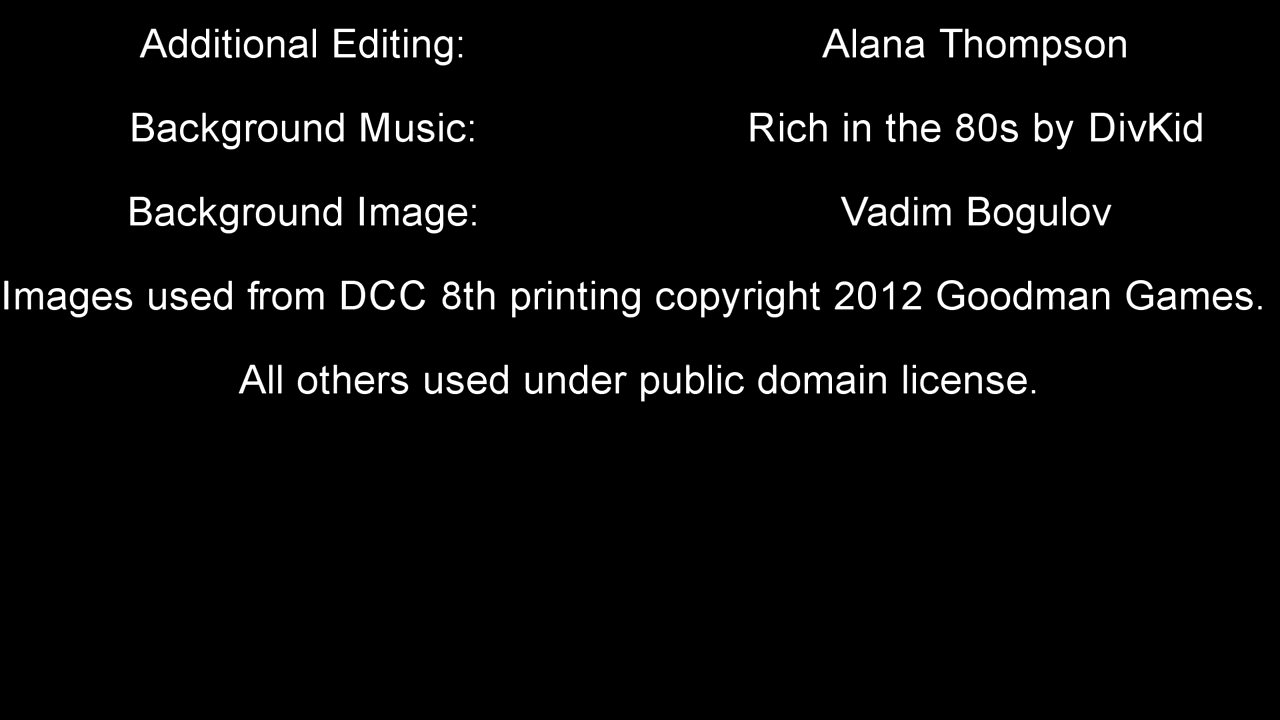 Additional Editing: Alana Thompson
Background Music: Rich in the 80s by DivKid
Background Image: Vadim Bogulov
Images used from DCC 8th printing copyright 2012 Goodman Games.
All others used under public domain license.